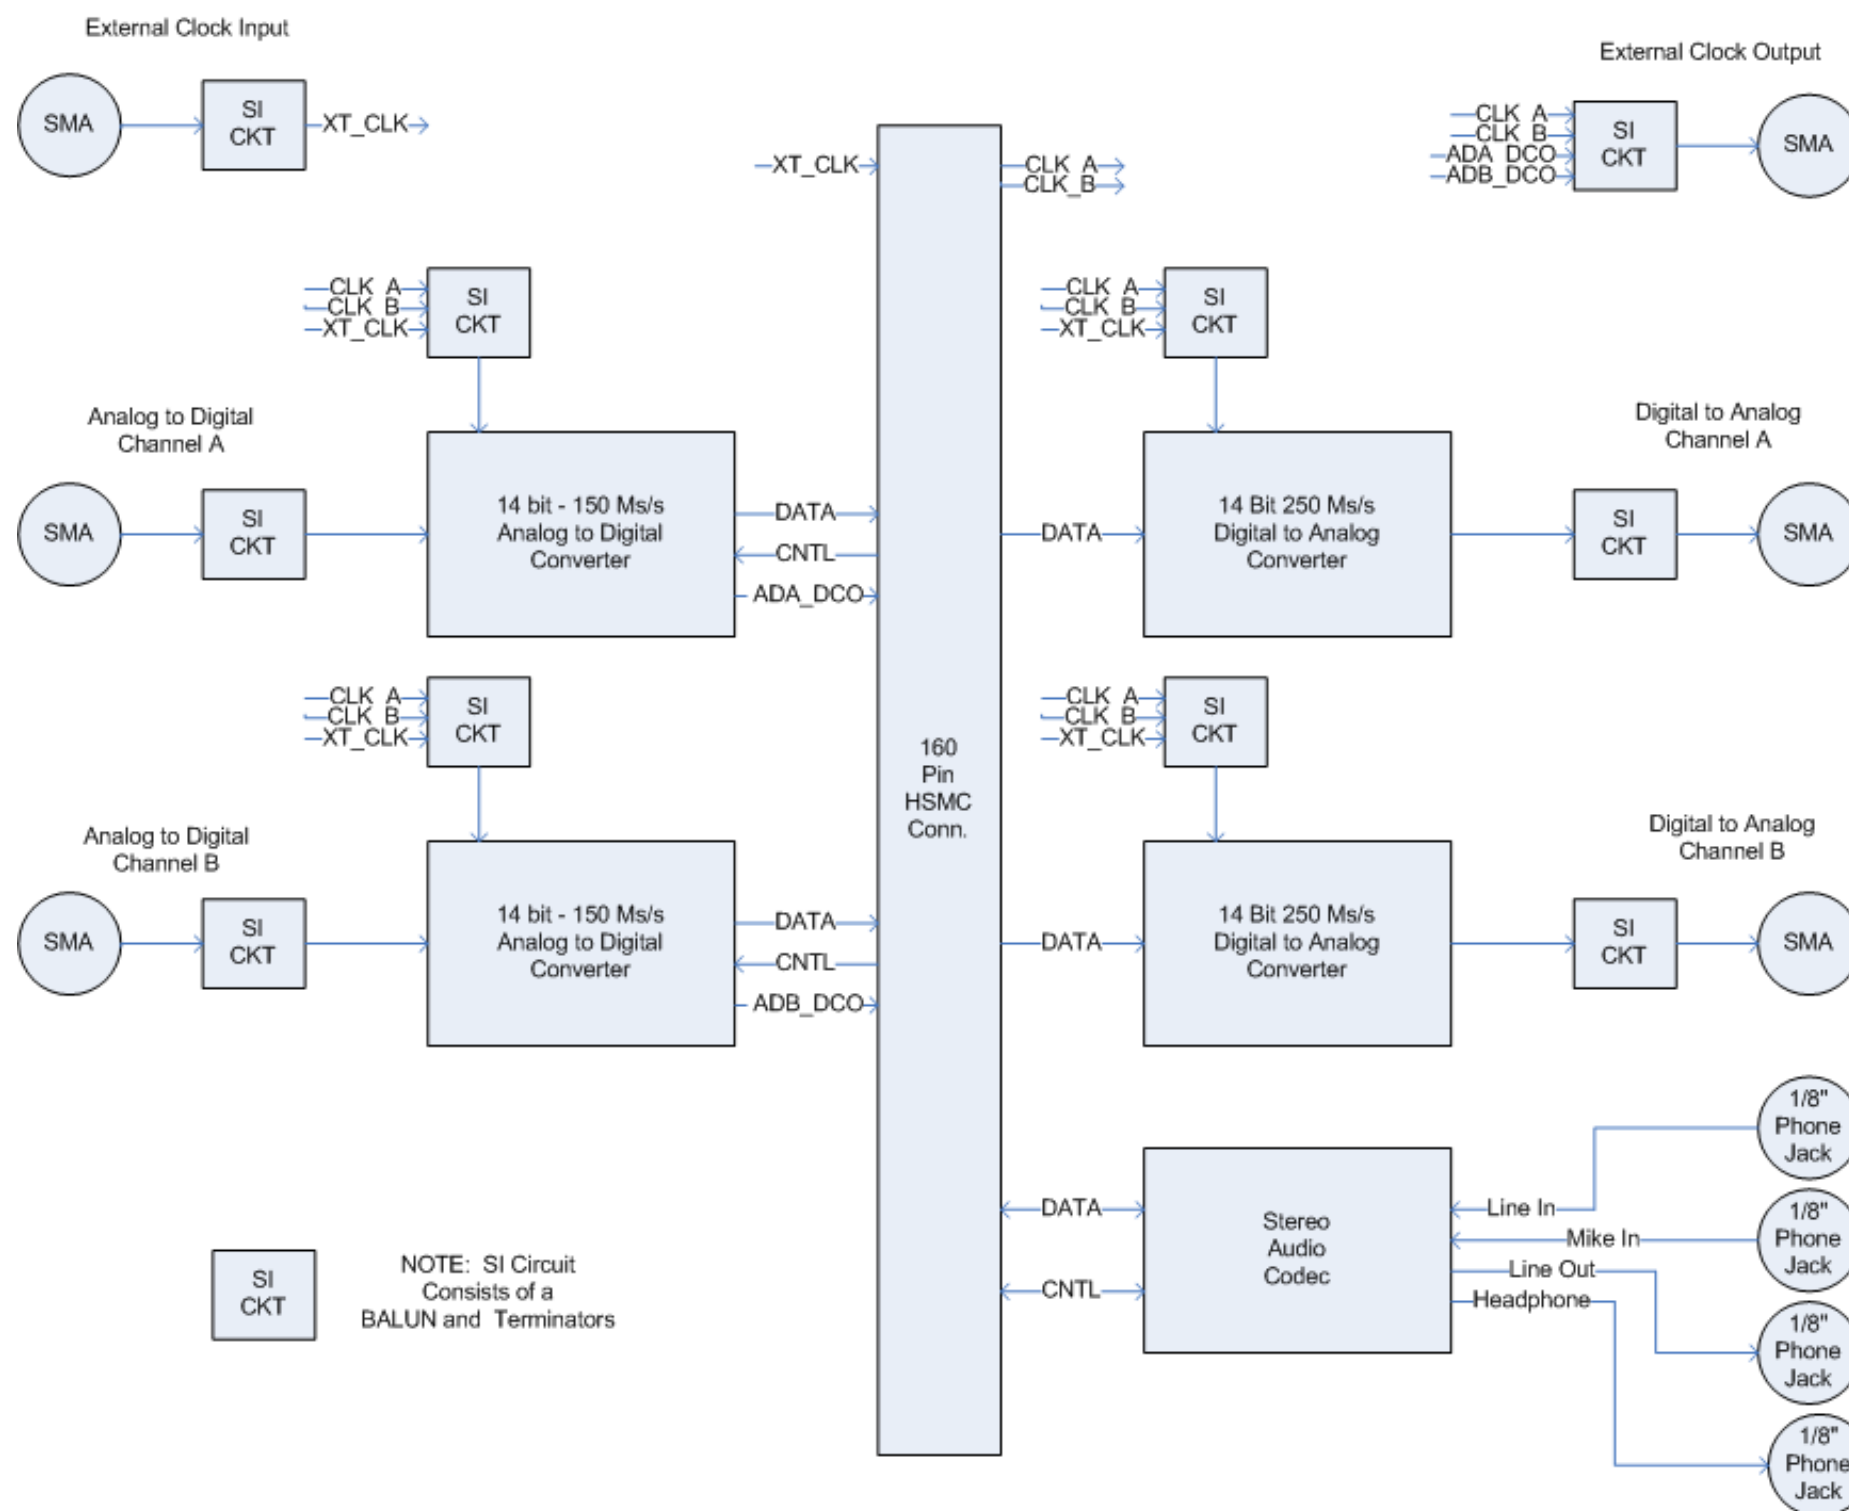 External Clock Input
External Clock Output
SMA
SI
CKT
XT_CLK
XT_CLK
CLK_A
CLK_B
CLK_A
CLK_B
ADA_DCO
ADB_DCO
SI
CKT
SMA
CLK_A
CLK_B
XT_CLK
SI
CKT
CLK_A
CLK_B
XT_CLK
SI
CKT
Analog to Digital
Channel A
Digital to Analog
Channel A
SMA
SI
CKT
14 bit - 150 Ms/s
Analog to Digital
Converter
DATA
CNTL
ADA_DCO
DATA
14 Bit 250 Ms/s
Digital to Analog
Converter
SI
CKT
SMA
CLK_A
CLK_B
XT_CLK
SI
CKT
160
Pin
HSMC
Conn.
CLK_A
CLK_B
XT_CLK
SI
CKT
Analog to Digital
Channel B
Digital to Analog
Channel B
SMA
SI
CKT
14 bit - 150 Ms/s
Analog to Digital
Converter
DATA
CNTL
ADB_DCO
DATA
14 Bit 250 Ms/s
Digital to Analog
Converter
SI
CKT
SMA
DATA
CNTL
Stereo
Audio
Codec
Line In
Mike In
Line Out
Headphone
1/8"
Phone
Jack
1/8"
Phone
Jack
1/8"
Phone
Jack
1/8"
Phone
Jack
SI
CKT
NOTE: SI Circuit
Consists of a
BALUN and Terminators